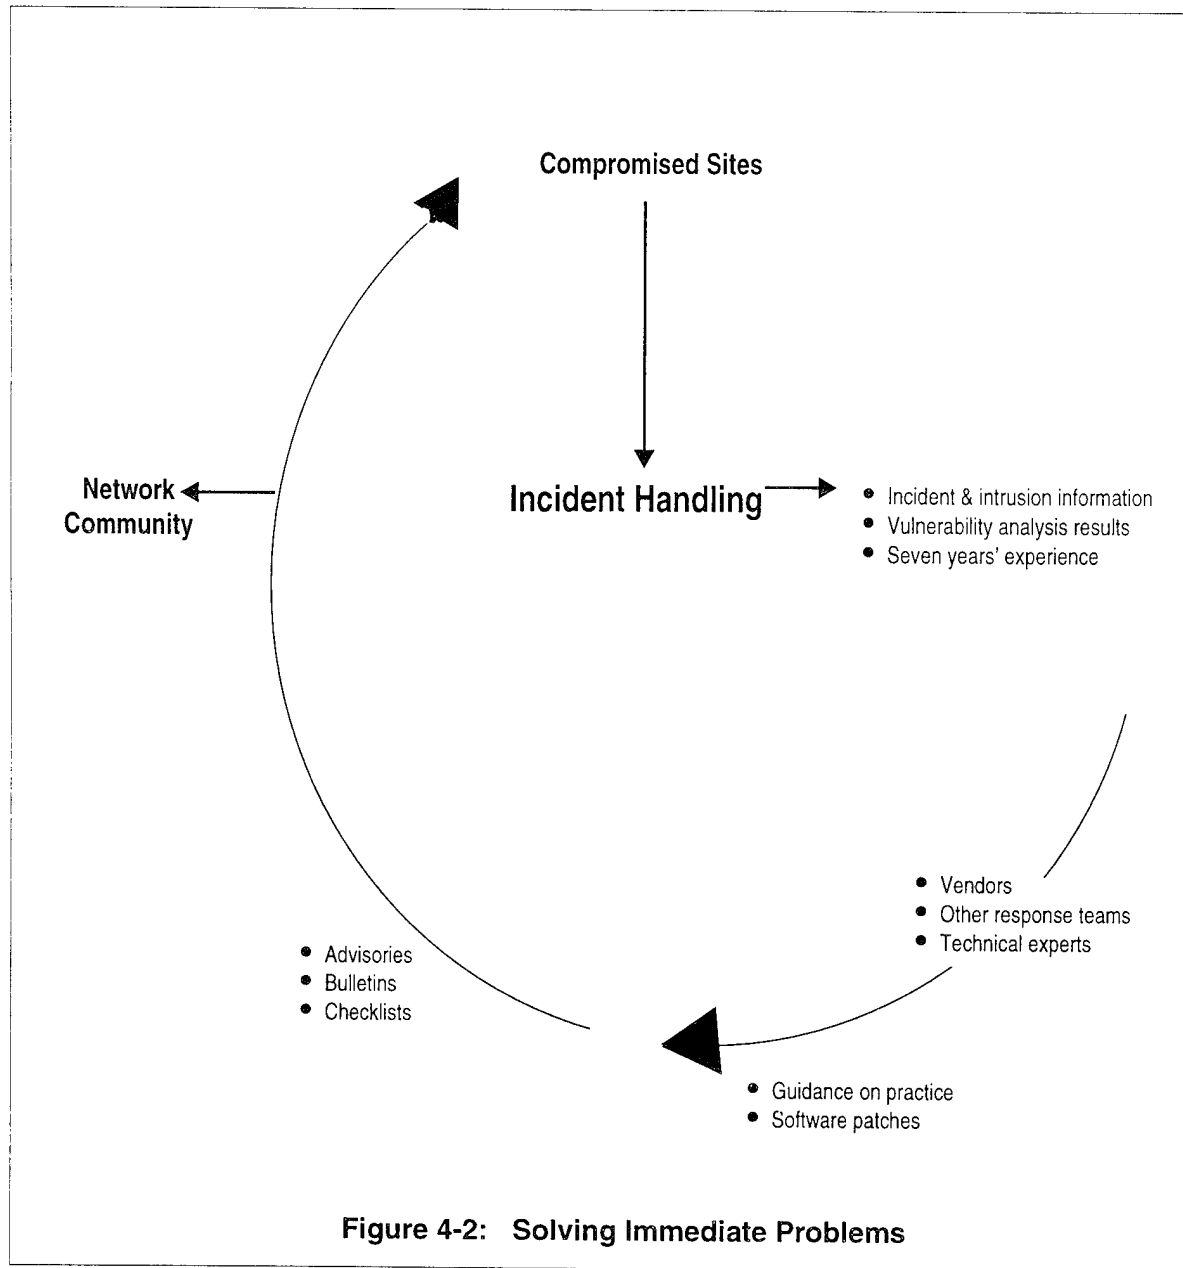 Compromised Sites
Network
Community
Incident Handling
• Incident & intrusion information
• Vulnerability analysis results
• Seven years' experience
• Vendors
• Other response teams
• Technical experts
• Advisories
• Bulletins
• Checklists
• Guidance on practice
• Software patches
Figure 4-2: Solving Immediate Problems